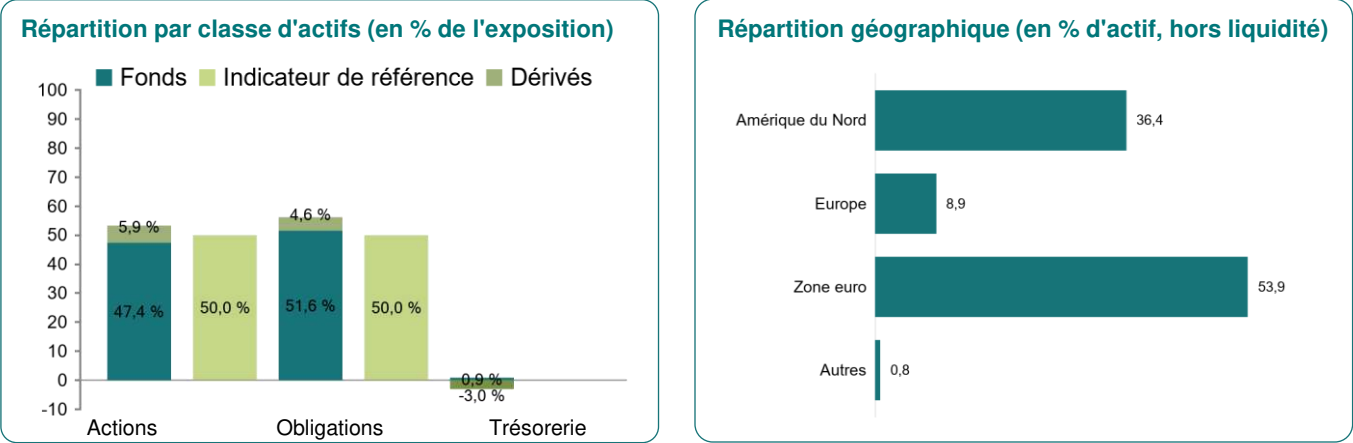 Répartition par classe d'actifs (en % de l'exposition)
Fonds Indicateur de référence Dérivés
100
90
80
70
60
50
40
30
20
10
0
-10
5,9 %
47,4 %
50,0 %
4,6 %
51,6 %
50,0 %
0,9 %
-3,0 %
Actions Obligations Trésorerie
Répartition géographique (en % d'actif, hors liquidité)
Amérique du Nord 36,4
Europe 8,9
Zone euro 53,9
Autres 0,8